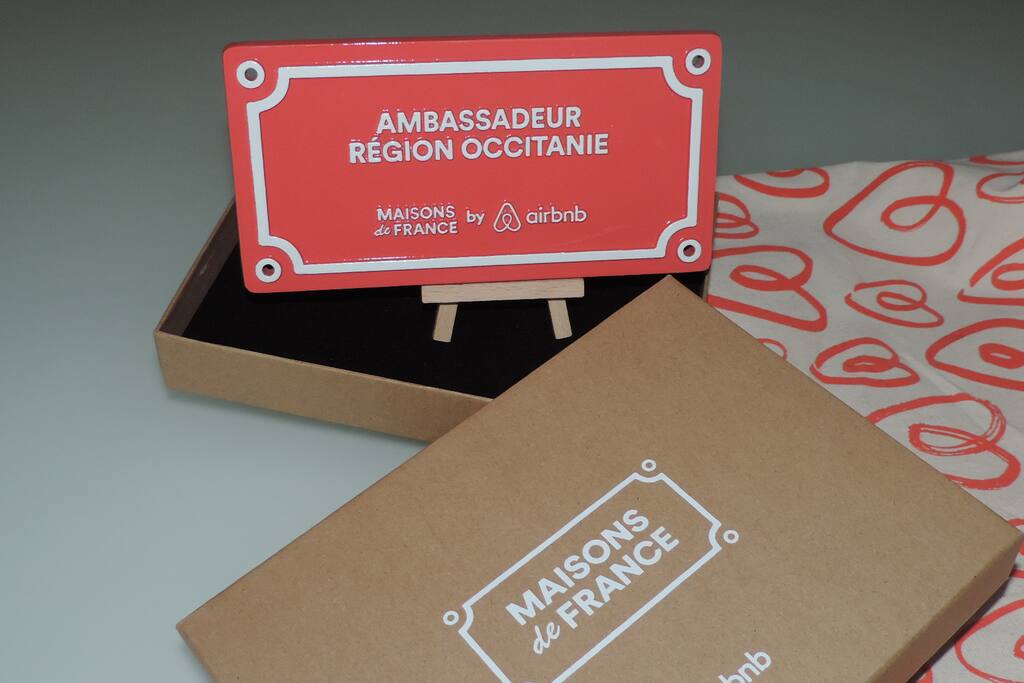 AMBASSADEUR
RÉGION OCCITANIE
MAISONS
de FRANCE
by airbnb
MAISONS
de FRANCE